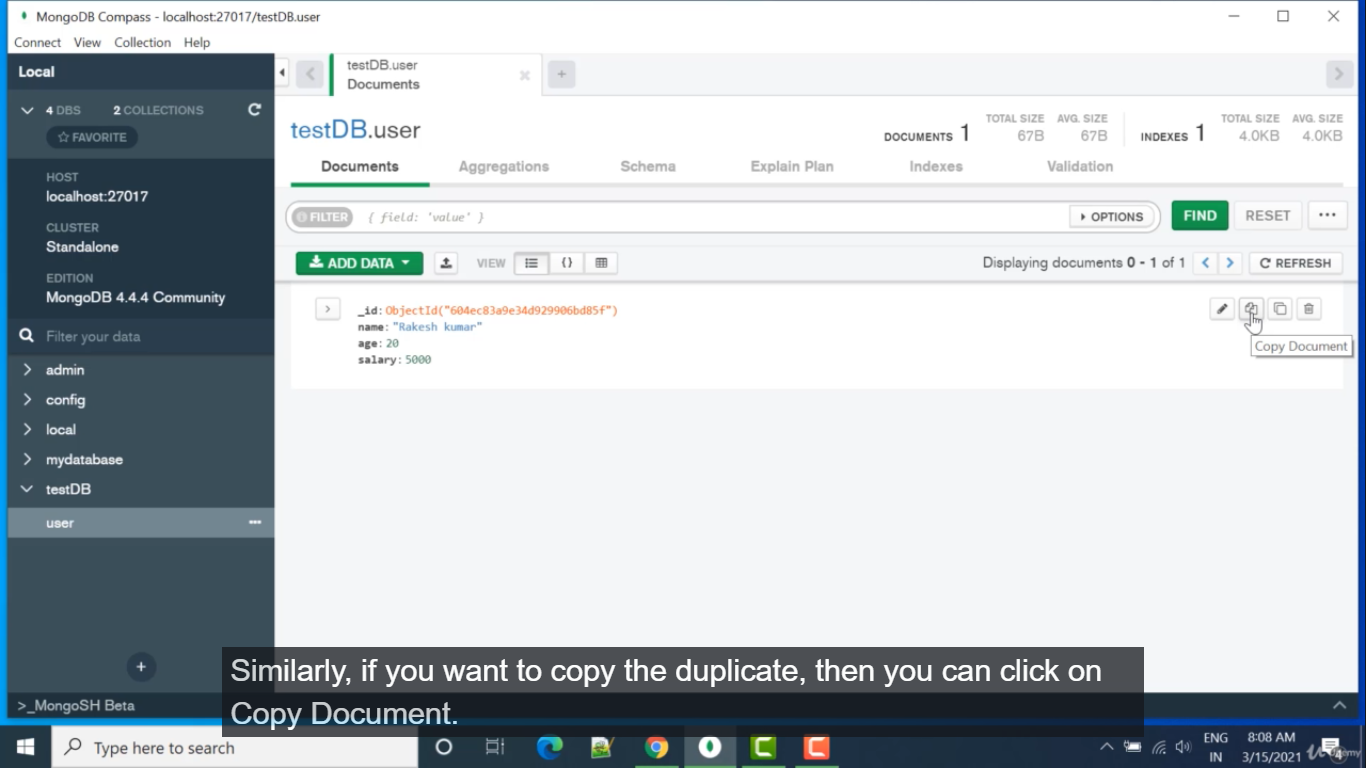 MongoDB Compass - localhost:27017/testDB.user
Connect View Collection Help
Local
4 DBS 2 COLLECTIONS
FAVORITE
HOST
localhost:27017
CLUSTER
Standalone
EDITION
MongoDB 4.4.4 Community
Filter your data
admin
config
local
mydatabase
testDB
user
>_MongoSH Beta
testDB.user
Documents
testDB.user
DOCUMENTS 1 TOTAL SIZE 67B AVG. SIZE 67B INDEXES 1 TOTAL SIZE 4.0KB AVG. SIZE 4.0KB
Documents Aggregations Schema Explain Plan Indexes Validation
FILTER { field: 'value' } OPTIONS FIND RESET
ADD DATA VIEW {} Displaying documents 0 - 1 of 1 REFRESH
_id: ObjectId("604ec83a9e34d929906bd85f")
name: "Rakesh kumar"
age: 20
salary: 5000
Copy Document
Similarly, if you want to copy the duplicate, then you can click on
Copy Document.
Type here to search
ENG
IN
8:08 AM
3/15/2021
4